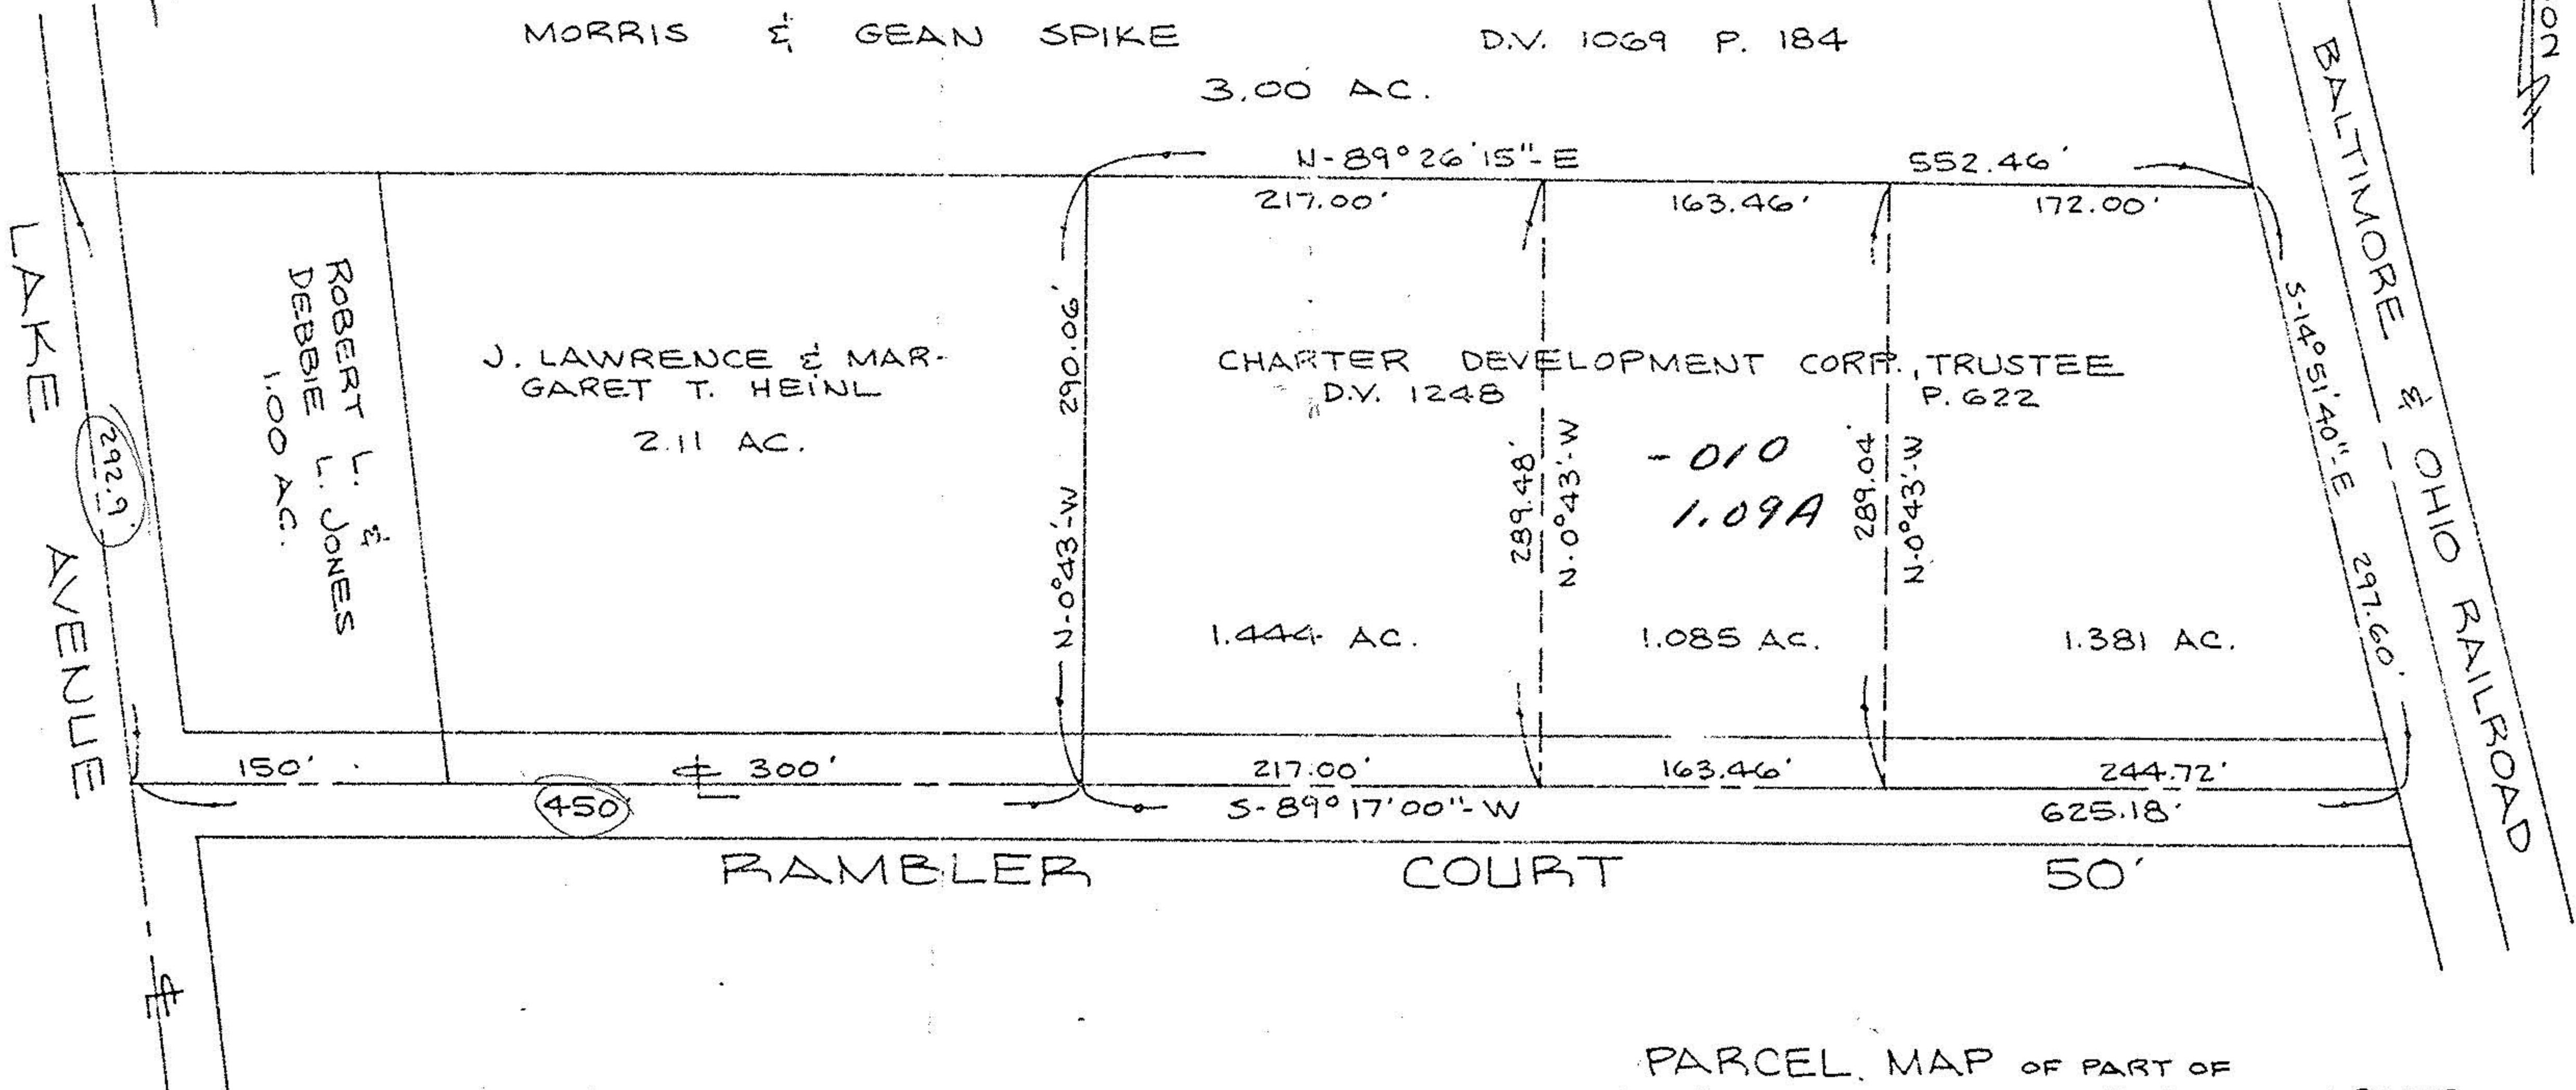 MORRIS & GEAN SPIKE D.V. 1069 P. 184
3.00 AC.
02
N-89°26'15"-E 552.46'
217.00' 163.46' 172.00'
LAKE AVENUE
292.9'
ROBERT L. &
DEBBIE L. JONES
1.00 AC.
J. LAWRENCE & MAR-
GARET T. HEINL
2.11 AC.
N-0°43'-W 290.06'
CHARTER DEVELOPMENT CORP., TRUSTEE
D.V. 1248 P. 622
289.48'
N-0°43'-W
-010
1.09A
289.04'
N-0°43'-W
S-14°51'40"-E 297.60'
BALTIMORE & OHIO RAILROAD
1.444 AC. 1.085 AC. 1.381 AC.
150' ℄ 300' 217.00' 163.46' 244.72'
450 S-89°17'00"-W 625.18'
RAMBLER COURT 50'
℄
PARCEL MAP OF PART OF